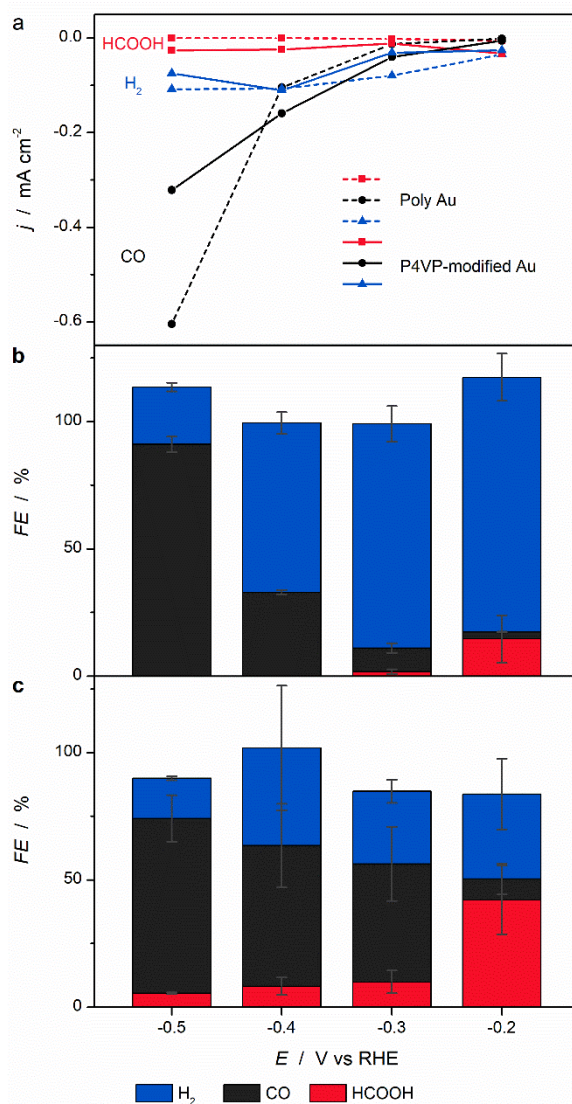 a
0.0
-0.2
-0.4
-0.6
j / mA cm⁻²
HCOOH
H₂
CO
Poly Au
P4VP-modified Au
b
100
50
0
FE / %
c
100
50
0
FE / %
-0.5 -0.4 -0.3 -0.2
E / V vs RHE
H₂ CO HCOOH